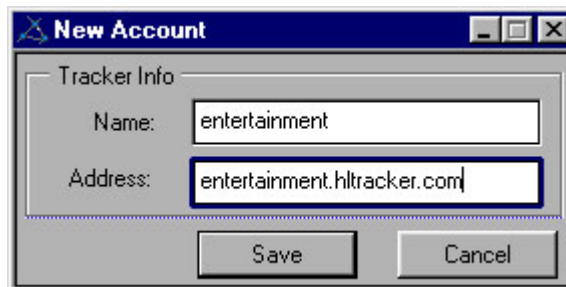 New Account
Tracker Info
Name: entertainment
Address: entertainment.hltracker.com
Save Cancel